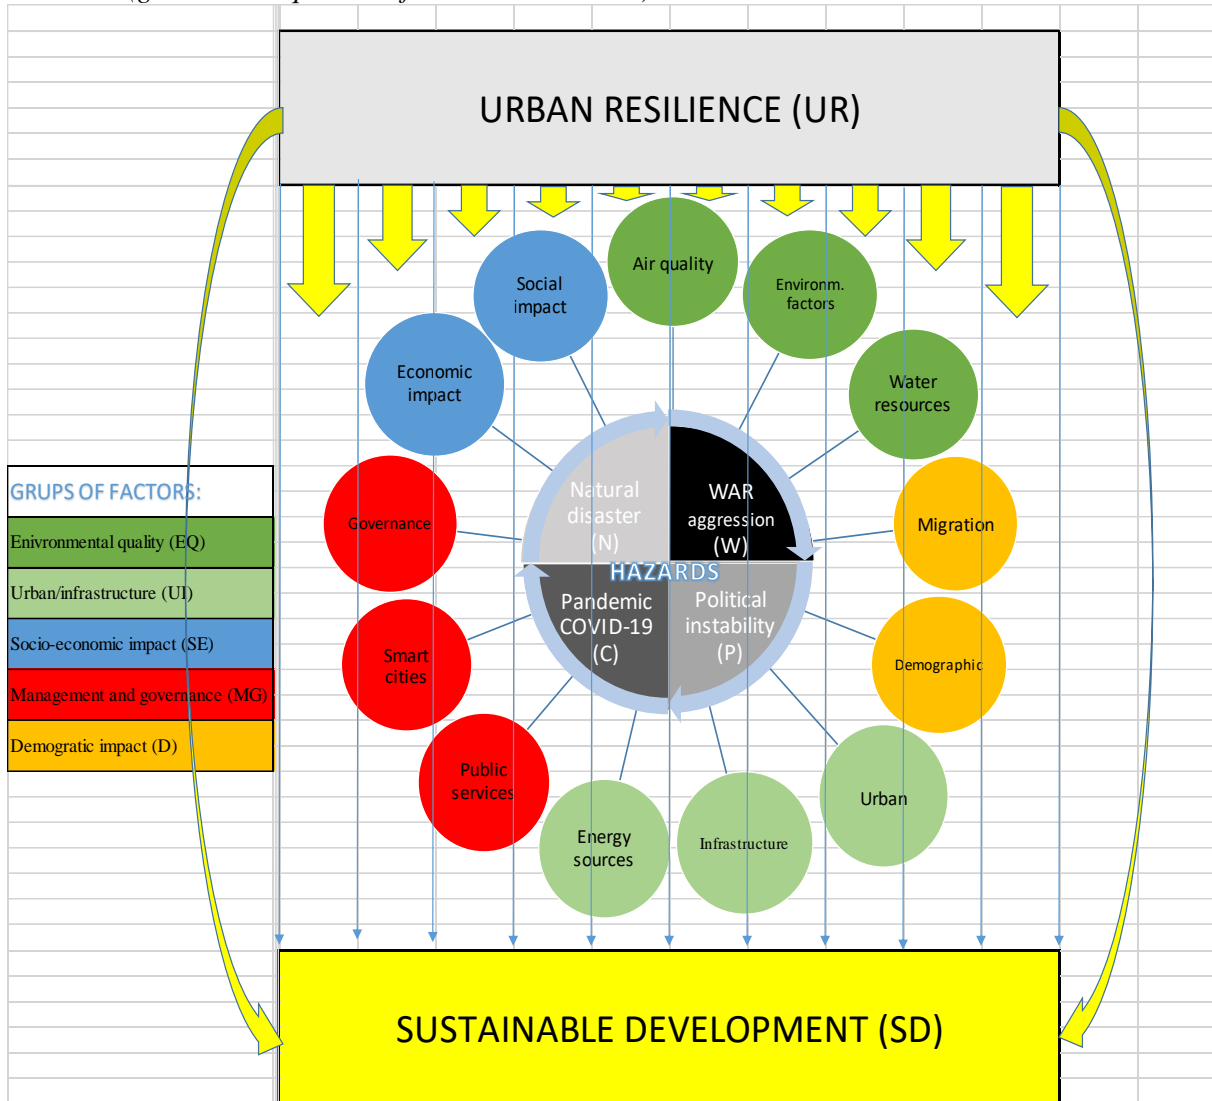 URBAN RESILIENCE (UR)
Air quality
Social
impact
Environm.
factors
Economic
impact
Water
resources
GRUPS OF FACTORS:
Enivronmental quality (EQ)
Urban/infrastructure (UI)
Socio-economic impact (SE)
Management and governance (MG)
Demogratic impact (D)
Governance
Natural
disaster
(N)
WAR
aggression
(W)
Migration
HAZARDS
Pandemic
COVID-19
(C)
Political
instability
(P)
Smart
cities
Demographic
Public
services
Urban
Energy
sources
Infrastructure
SUSTAINABLE DEVELOPMENT (SD)